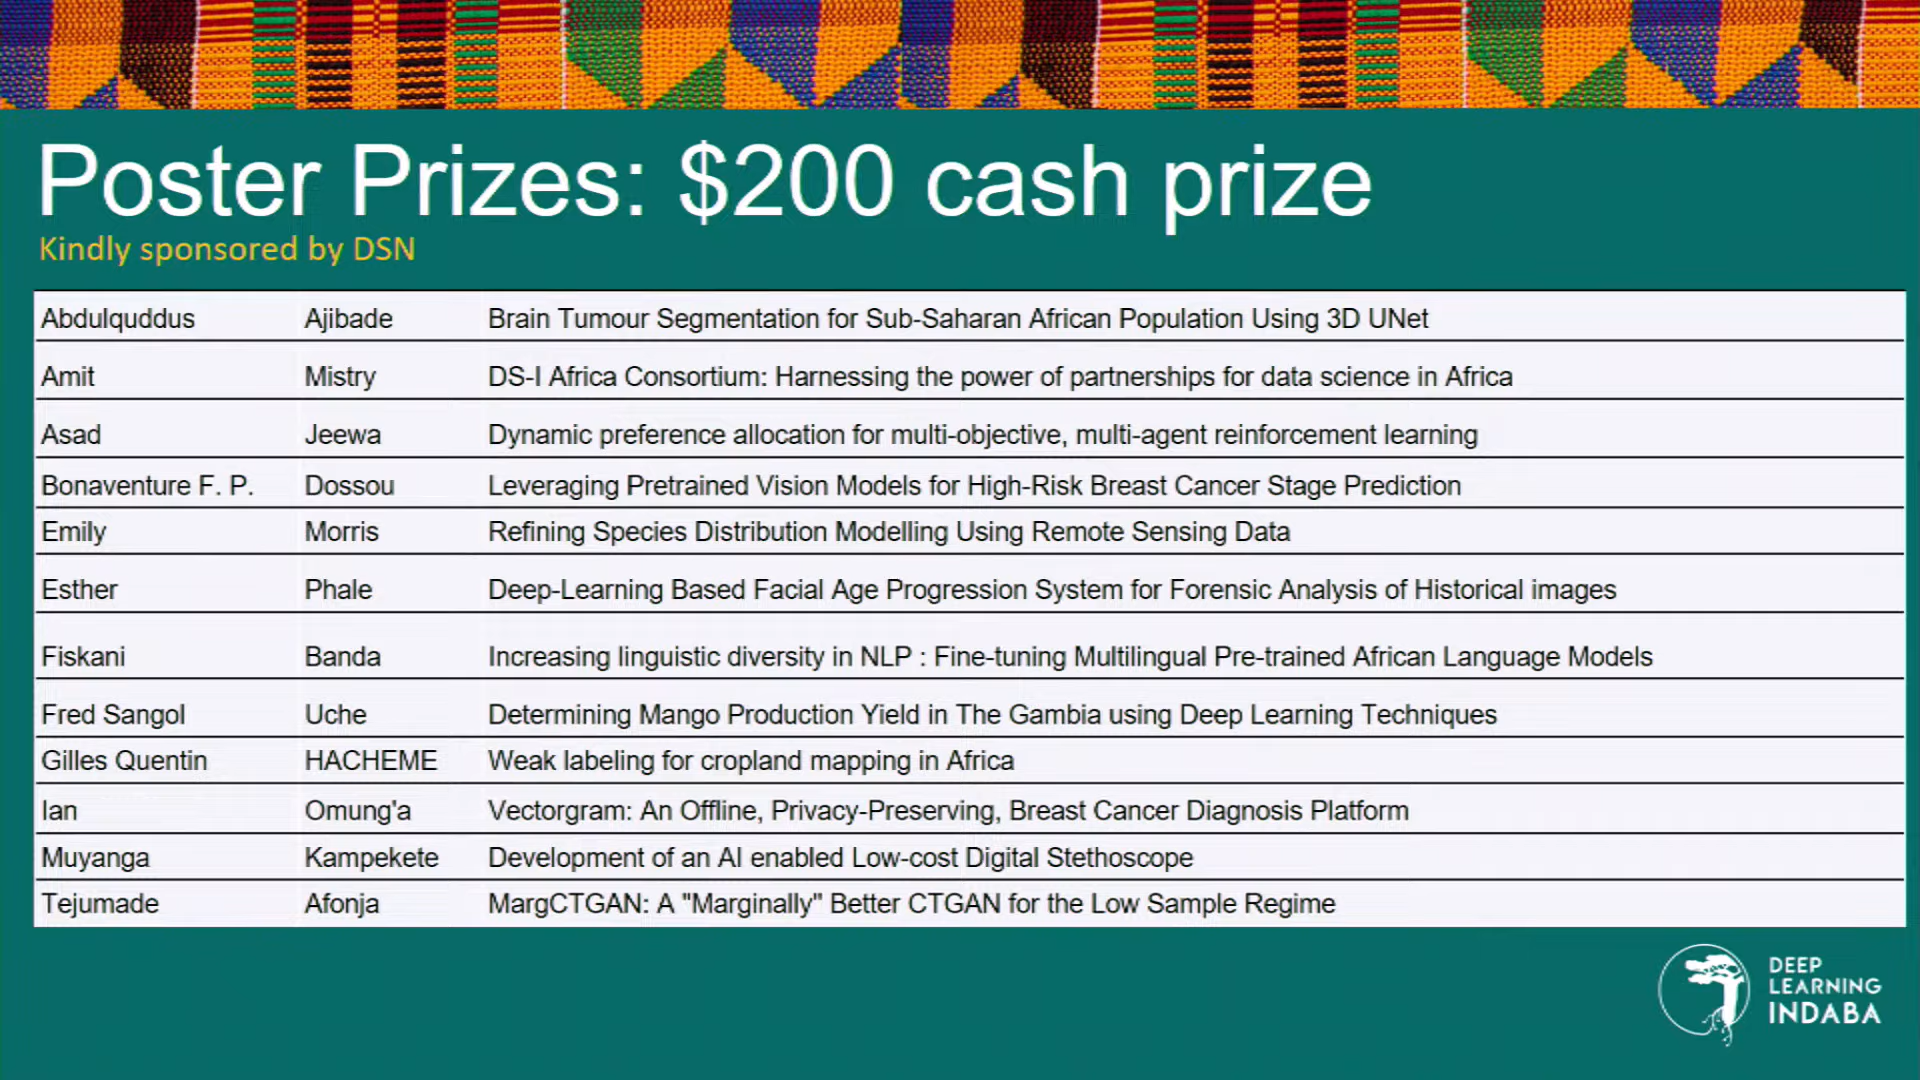 Poster Prizes: $200 cash prize
Kindly sponsored by DSN
Abdulquddus Ajibade Brain Tumour Segmentation for Sub-Saharan African Population Using 3D UNet
Amit Mistry DS-I Africa Consortium: Harnessing the power of partnerships for data science in Africa
Asad Jeewa Dynamic preference allocation for multi-objective, multi-agent reinforcement learning
Bonaventure F. P. Dossou Leveraging Pretrained Vision Models for High-Risk Breast Cancer Stage Prediction
Emily Morris Refining Species Distribution Modelling Using Remote Sensing Data
Esther Phale Deep-Learning Based Facial Age Progression System for Forensic Analysis of Historical images
Fiskani Banda Increasing linguistic diversity in NLP : Fine-tuning Multilingual Pre-trained African Language Models
Fred Sangol Uche Determining Mango Production Yield in The Gambia using Deep Learning Techniques
Gilles Quentin HACHEME Weak labeling for cropland mapping in Africa
Ian Omung'a Vectorgram: An Offline, Privacy-Preserving, Breast Cancer Diagnosis Platform
Muyanga Kampekete Development of an AI enabled Low-cost Digital Stethoscope
Tejumade Afonja MargCTGAN: A "Marginally" Better CTGAN for the Low Sample Regime
DEEP
LEARNING
INDABA